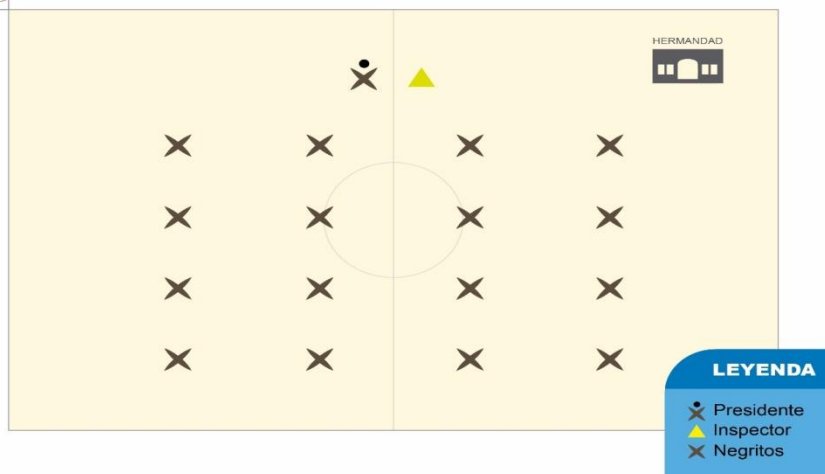 HERMANDAD
LEYENDA
Presidente
Inspector
Negritos